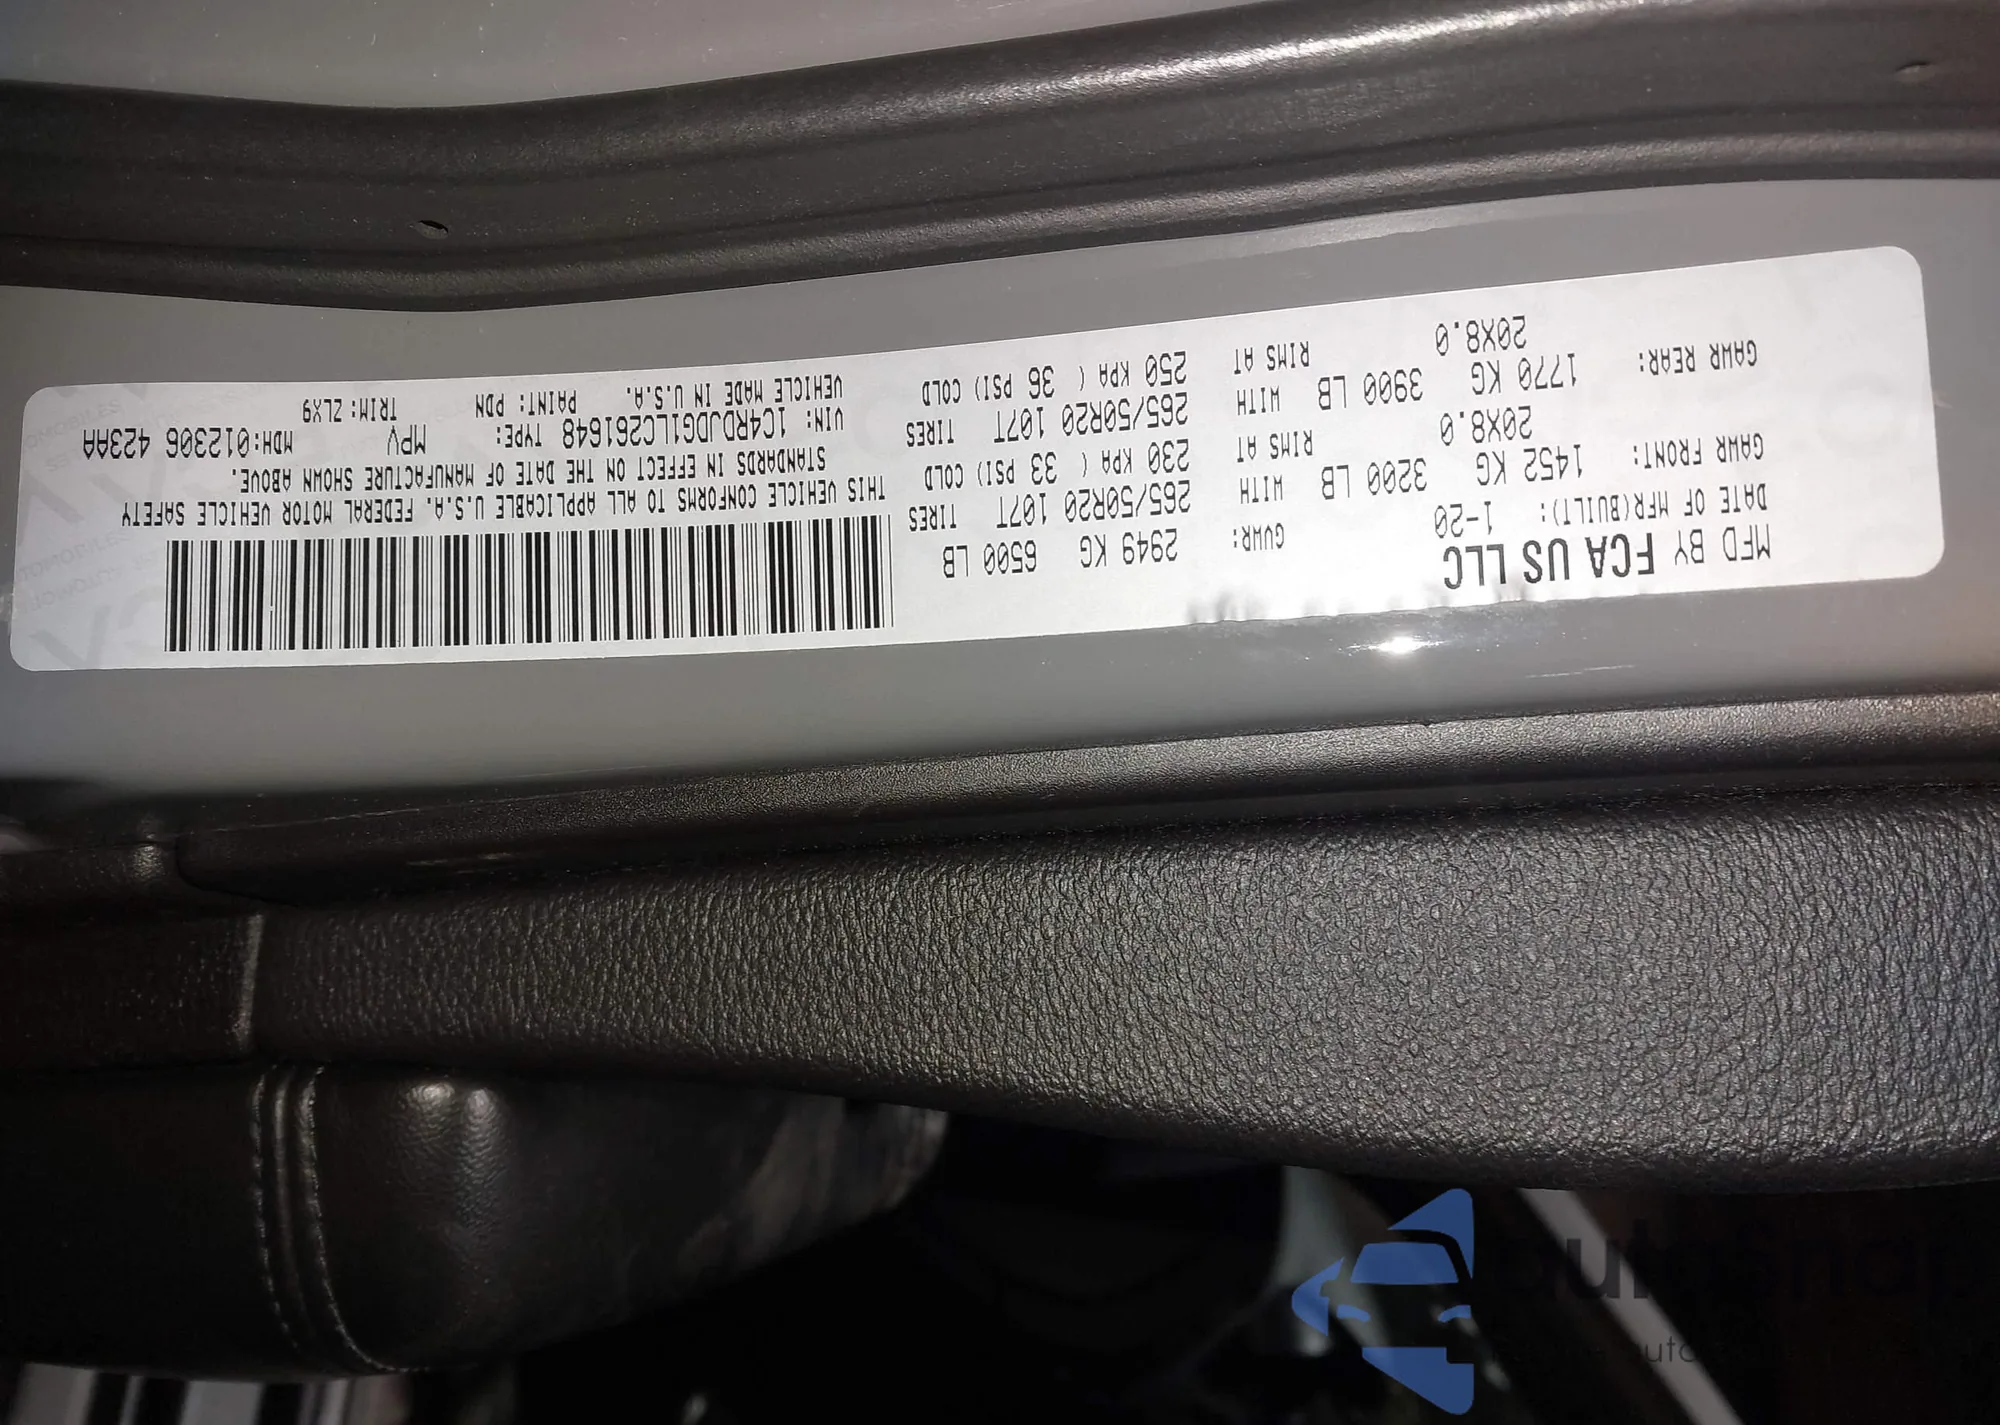 MFD BY FCA US LLC
DATE OF MFR(BUILT): 1-20
GVWR: 2949 KG 6500 LB
GAWR FRONT: 1452 KG 3200 LB WITH TIRES 265/50R20 107T
20X8.0 RIMS AT 230 KPA ( 33 PSI) COLD
GAWR REAR: 1770 KG 3900 LB WITH TIRES 265/50R20 107T
20X8.0 RIMS AT 250 KPA ( 36 PSI) COLD
THIS VEHICLE CONFORMS TO ALL APPLICABLE U.S.A. FEDERAL MOTOR VEHICLE SAFETY
STANDARDS IN EFFECT ON THE DATE OF MANUFACTURE SHOWN ABOVE.
VIN: 1C4RDJDG1LC261648 TYPE: MPV MDH:012306 423AA
VEHICLE MADE IN U.S.A. PAINT: PDN TRIM: ZLX9